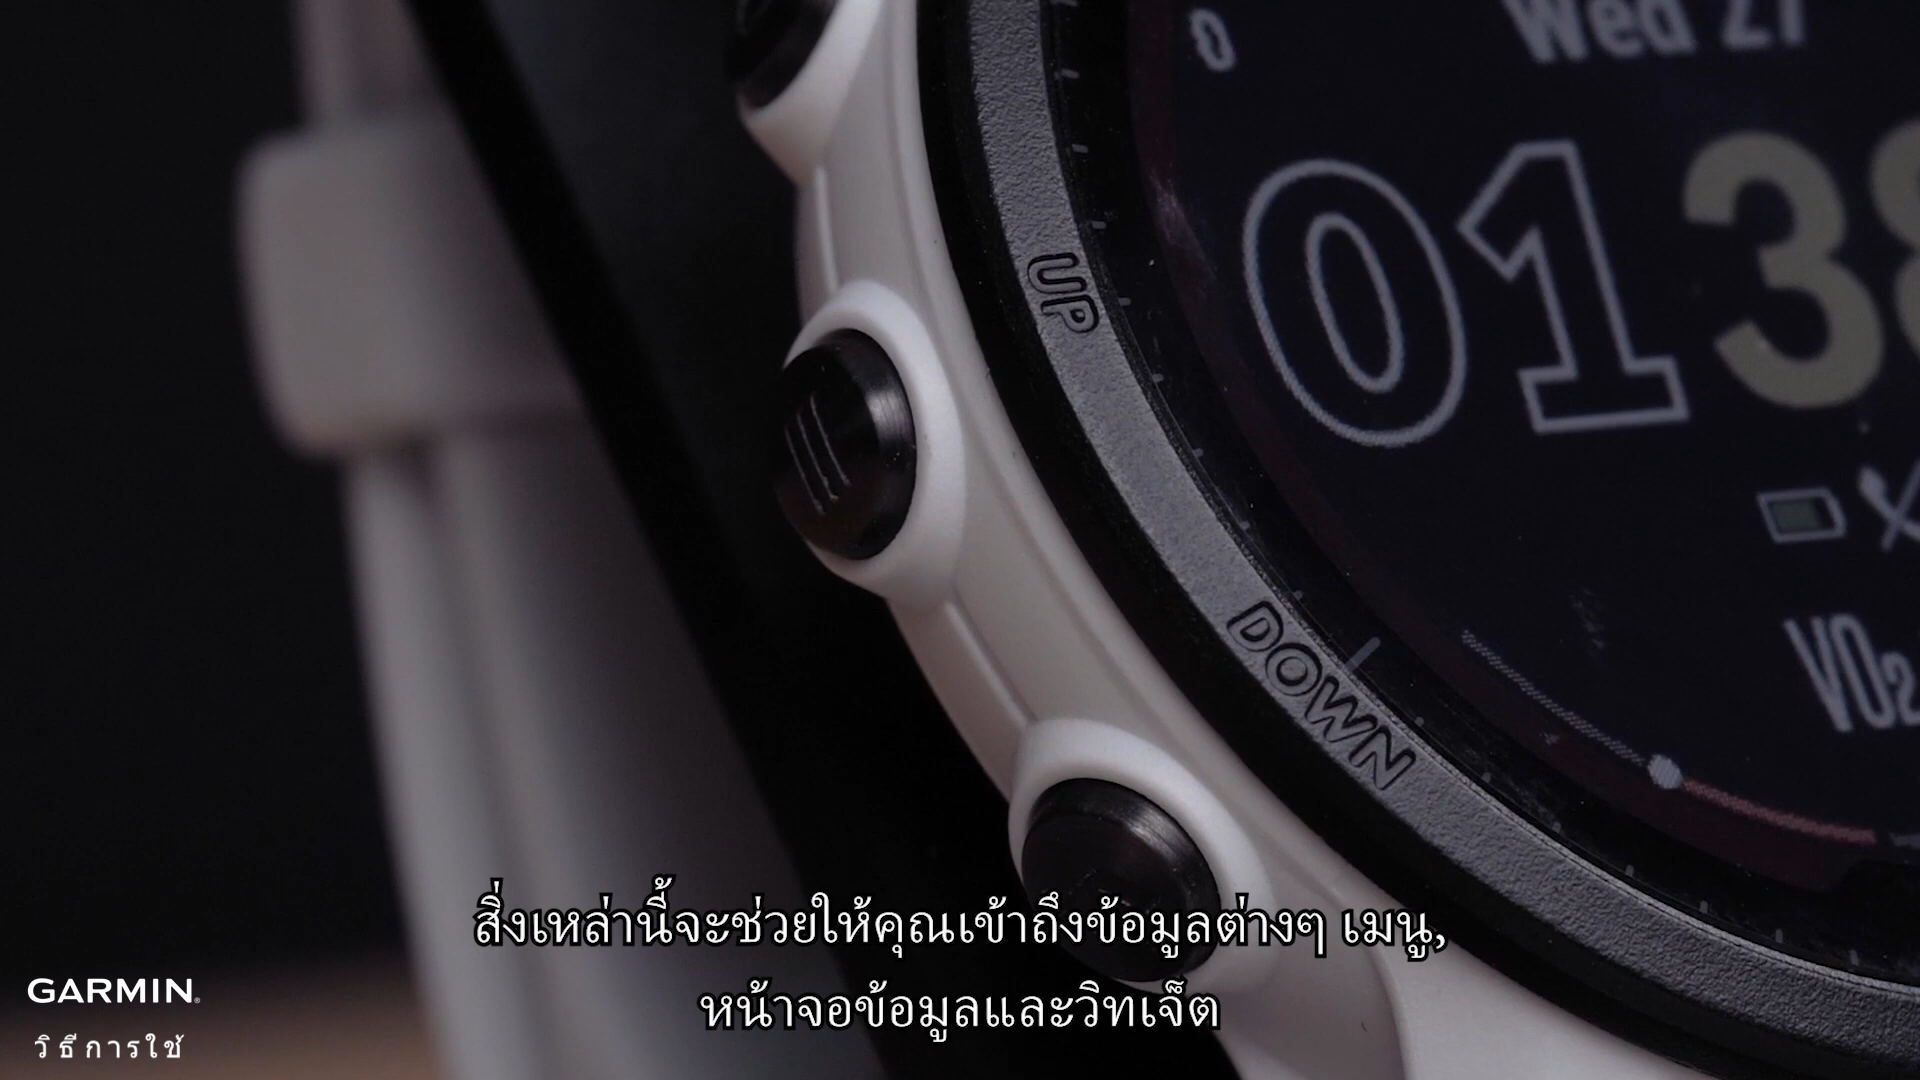 Wed 27
0
01 38
UP
DOWN
VO2
สิ่งเหล่านี้จะช่วยให้คุณเข้าถึงข้อมูลต่างๆ เมนู,
หน้าจอข้อมูลและวิทเจ็ต
GARMIN
วิธีการใช้